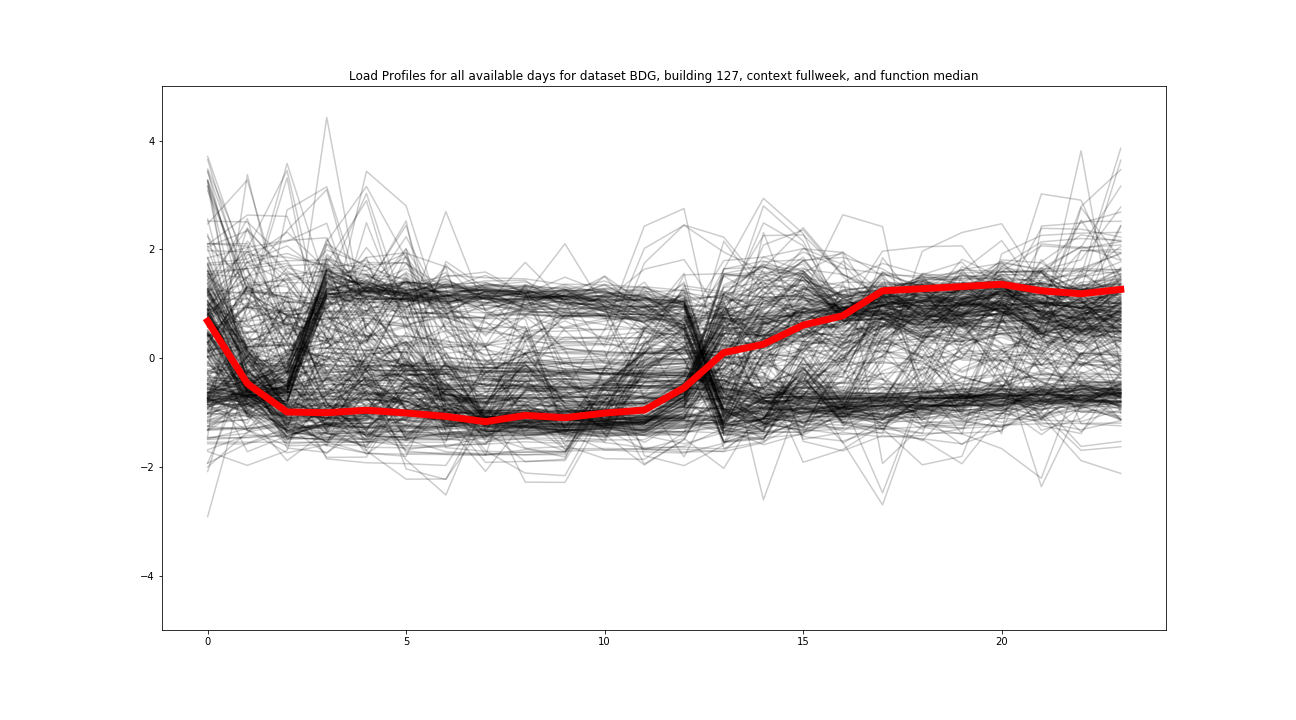 Load Profiles for all available days for dataset BDG, building 127, context fullweek, and function median
4
2
0
−2
−4
0 5 10 15 20